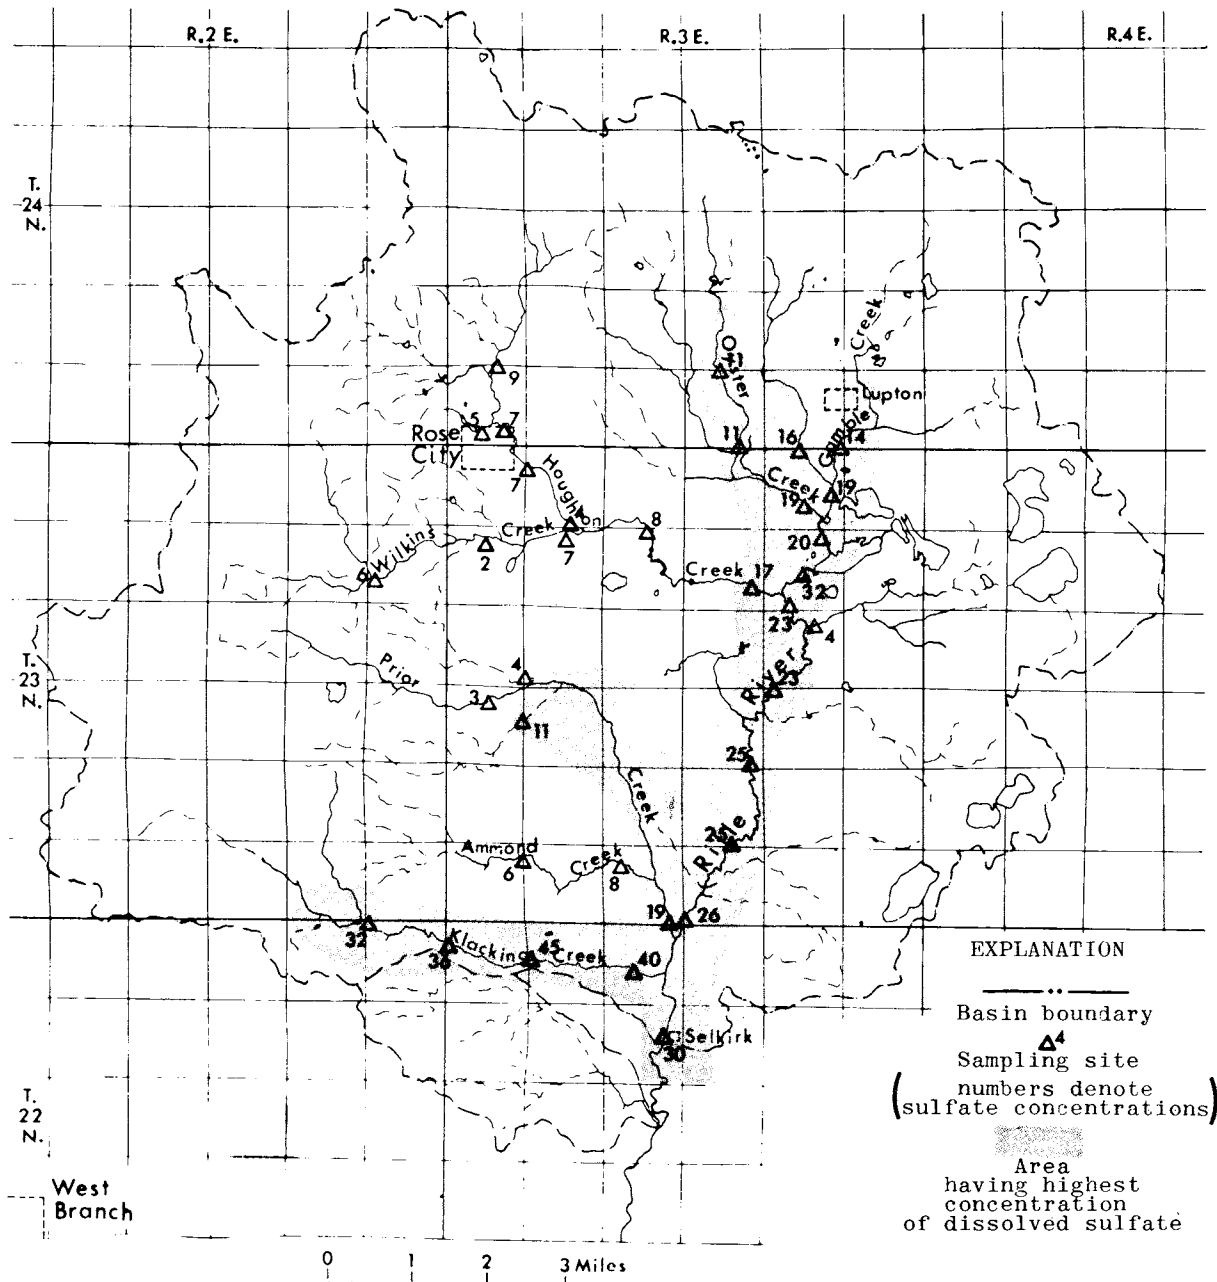 R.2 E.
R.3 E.
R.4 E.
T.
24
N.
Creek
Lupton
9
11
5
7
Rose
City
7
Houghton
11
16
Gamble
14
Creek
19
19
Wilkins
Creek
4
7
8
2
6
20
Creek
17
32
23
4
Prior
T.
23
N.
4
3
11
River
23
25
Creek
Rifle
Ammond
6
Creek
8
19
26
32
Klacking
Creek
45
40
Selkirk
30
T.
22
N.
West
Branch
0 1 2 3 Miles
EXPLANATION
Basin boundary
4
Sampling site
(numbers denote
sulfate concentrations)
Area
having highest
concentration
of dissolved sulfate